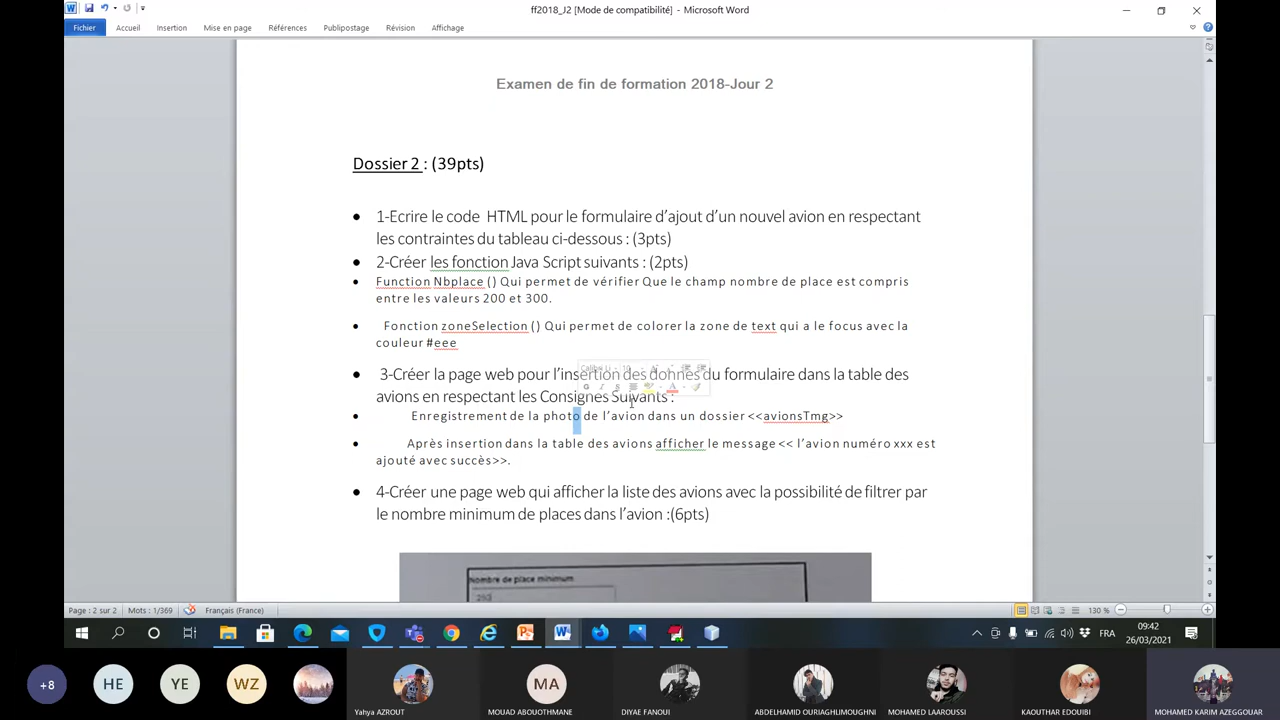 ff2018_J2 [Mode de compatibilité] - Microsoft Word
Fichier Accueil Insertion Mise en page Références Publipostage Révision Affichage
Examen de fin de formation 2018-Jour 2
Dossier 2 : (39pts)
1-Ecrire le code HTML pour le formulaire d’ajout d’un nouvel avion en respectant
les contraintes du tableau ci-dessous : (3pts)
2-Créer les fonction Java Script suivants : (2pts)
Function Nbplace () Qui permet de vérifier Que le champ nombre de place est compris
entre les valeurs 200 et 300.
Fonction zoneSelection () Qui permet de colorer la zone de text qui a le focus avec la
couleur #eee
3-Créer la page web pour l’insertion des donnés du formulaire dans la table des
avions en respectant les Consignes Suivants :
Enregistrement de la photo de l’avion dans un dossier <<avionsTmg>>
Après insertion dans la table des avions afficher le message << l’avion numéro xxx est
ajouté avec succès>>.
4-Créer une page web qui afficher la liste des avions avec la possibilité de filtrer par
le nombre minimum de places dans l’avion :(6pts)
Nombre de place minimum
Page : 2 sur 2 Mots : 1/369 Français (France) 130 %
FRA
09:42
26/03/2021
+8 HE YE WZ MA
Yahya AZROUT MOUAD ABOUOTHMANE DIYAE FANOUI ABDELHAMID OURIAGHLIMOUGHNI MOHAMED LAAROUSSI KAOUTHAR EDOUIBI MOHAMED KARIM AZEGGOUAR